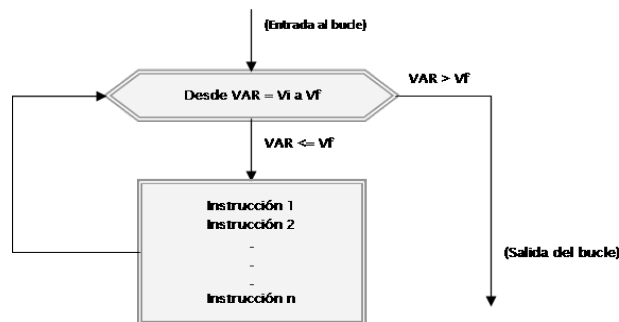 (Entrada al bucle)
VAR > Vf
Desde VAR = Vi a Vf
VAR <= Vf
Instrucción 1
Instrucción 2
-
-
-
Instrucción n
(Salida del bucle)